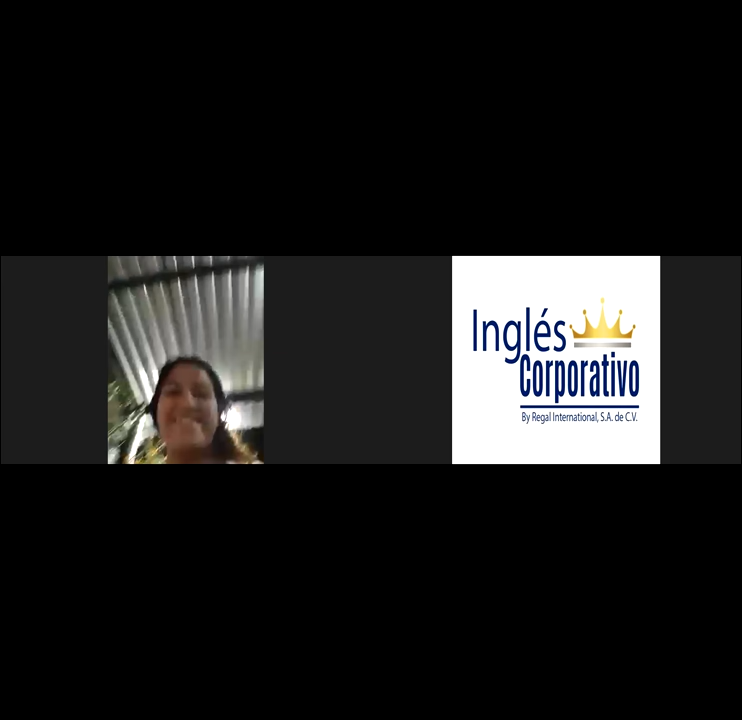 Inglés
Corporativo
By Regal International, S.A. de C.V.